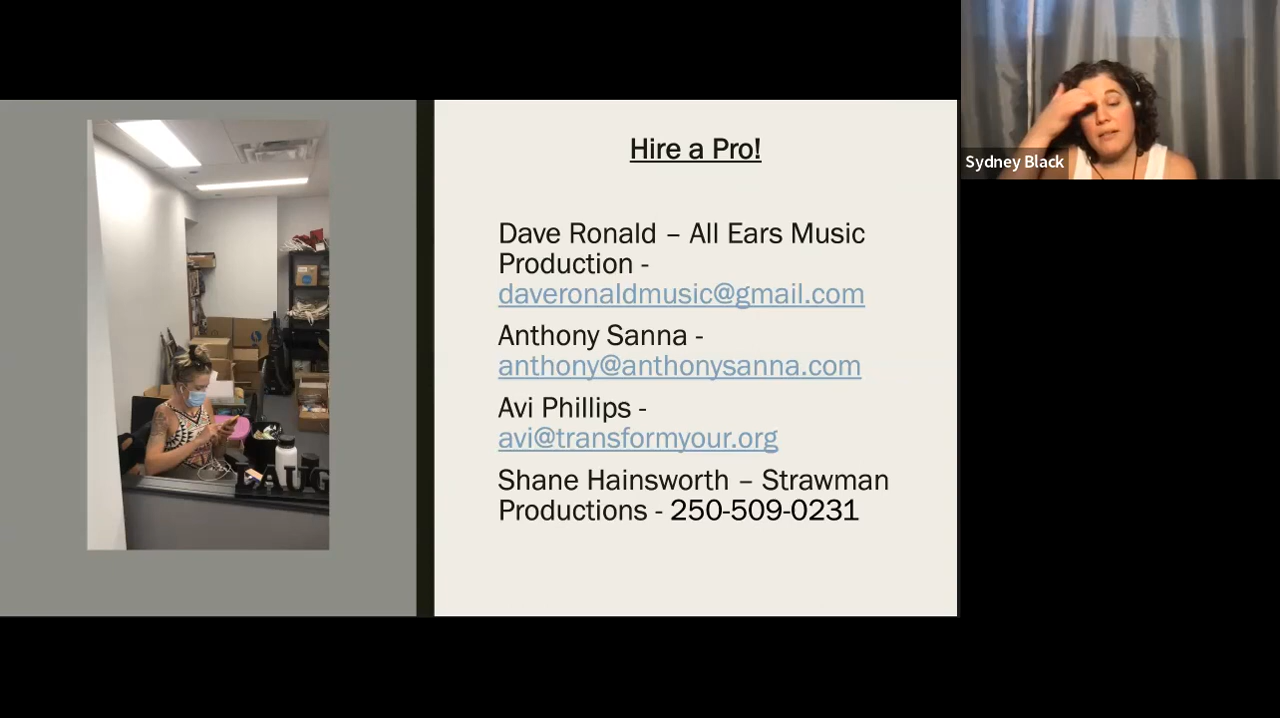 Hire a Pro!
Dave Ronald – All Ears Music
Production -
daveronaldmusic@gmail.com
Anthony Sanna -
anthony@anthonysanna.com
Avi Phillips -
avi@transformyour.org
Shane Hainsworth – Strawman
Productions - 250-509-0231
Sydney Black